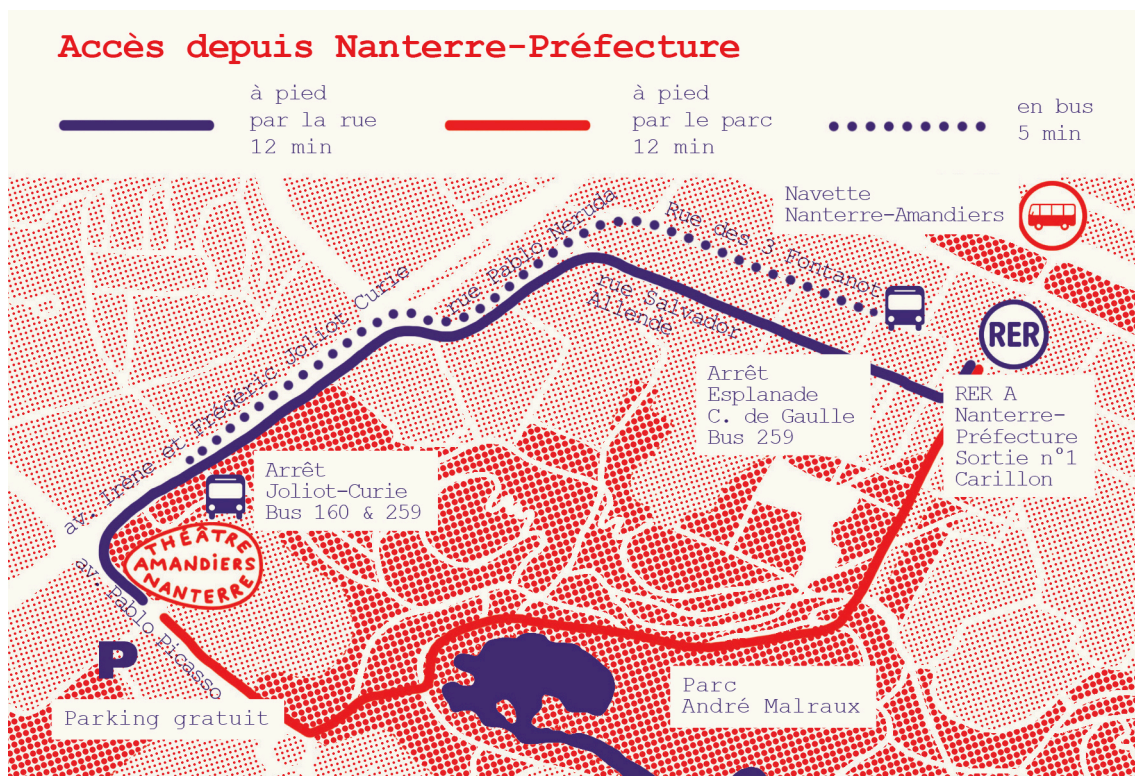 Accès depuis Nanterre-Préfecture
à pied
par la rue
12 min
à pied
par le parc
12 min
en bus
5 min
Navette
Nanterre-Amandiers
Rue des 3 Fontanot
rue Pablo Neruda
rue Salvador
Allende
av. Irène et Frédéric Joliot Curie
RER
Arrêt
Esplanade
C. de Gaulle
Bus 259
RER A
Nanterre-
Préfecture
Sortie n°1
Carillon
Arrêt
Joliot-Curie
Bus 160 & 259
THÉÂTRE
AMANDIERS
NANTERRE
av. Pablo Picasso
P
Parking gratuit
Parc
André Malraux